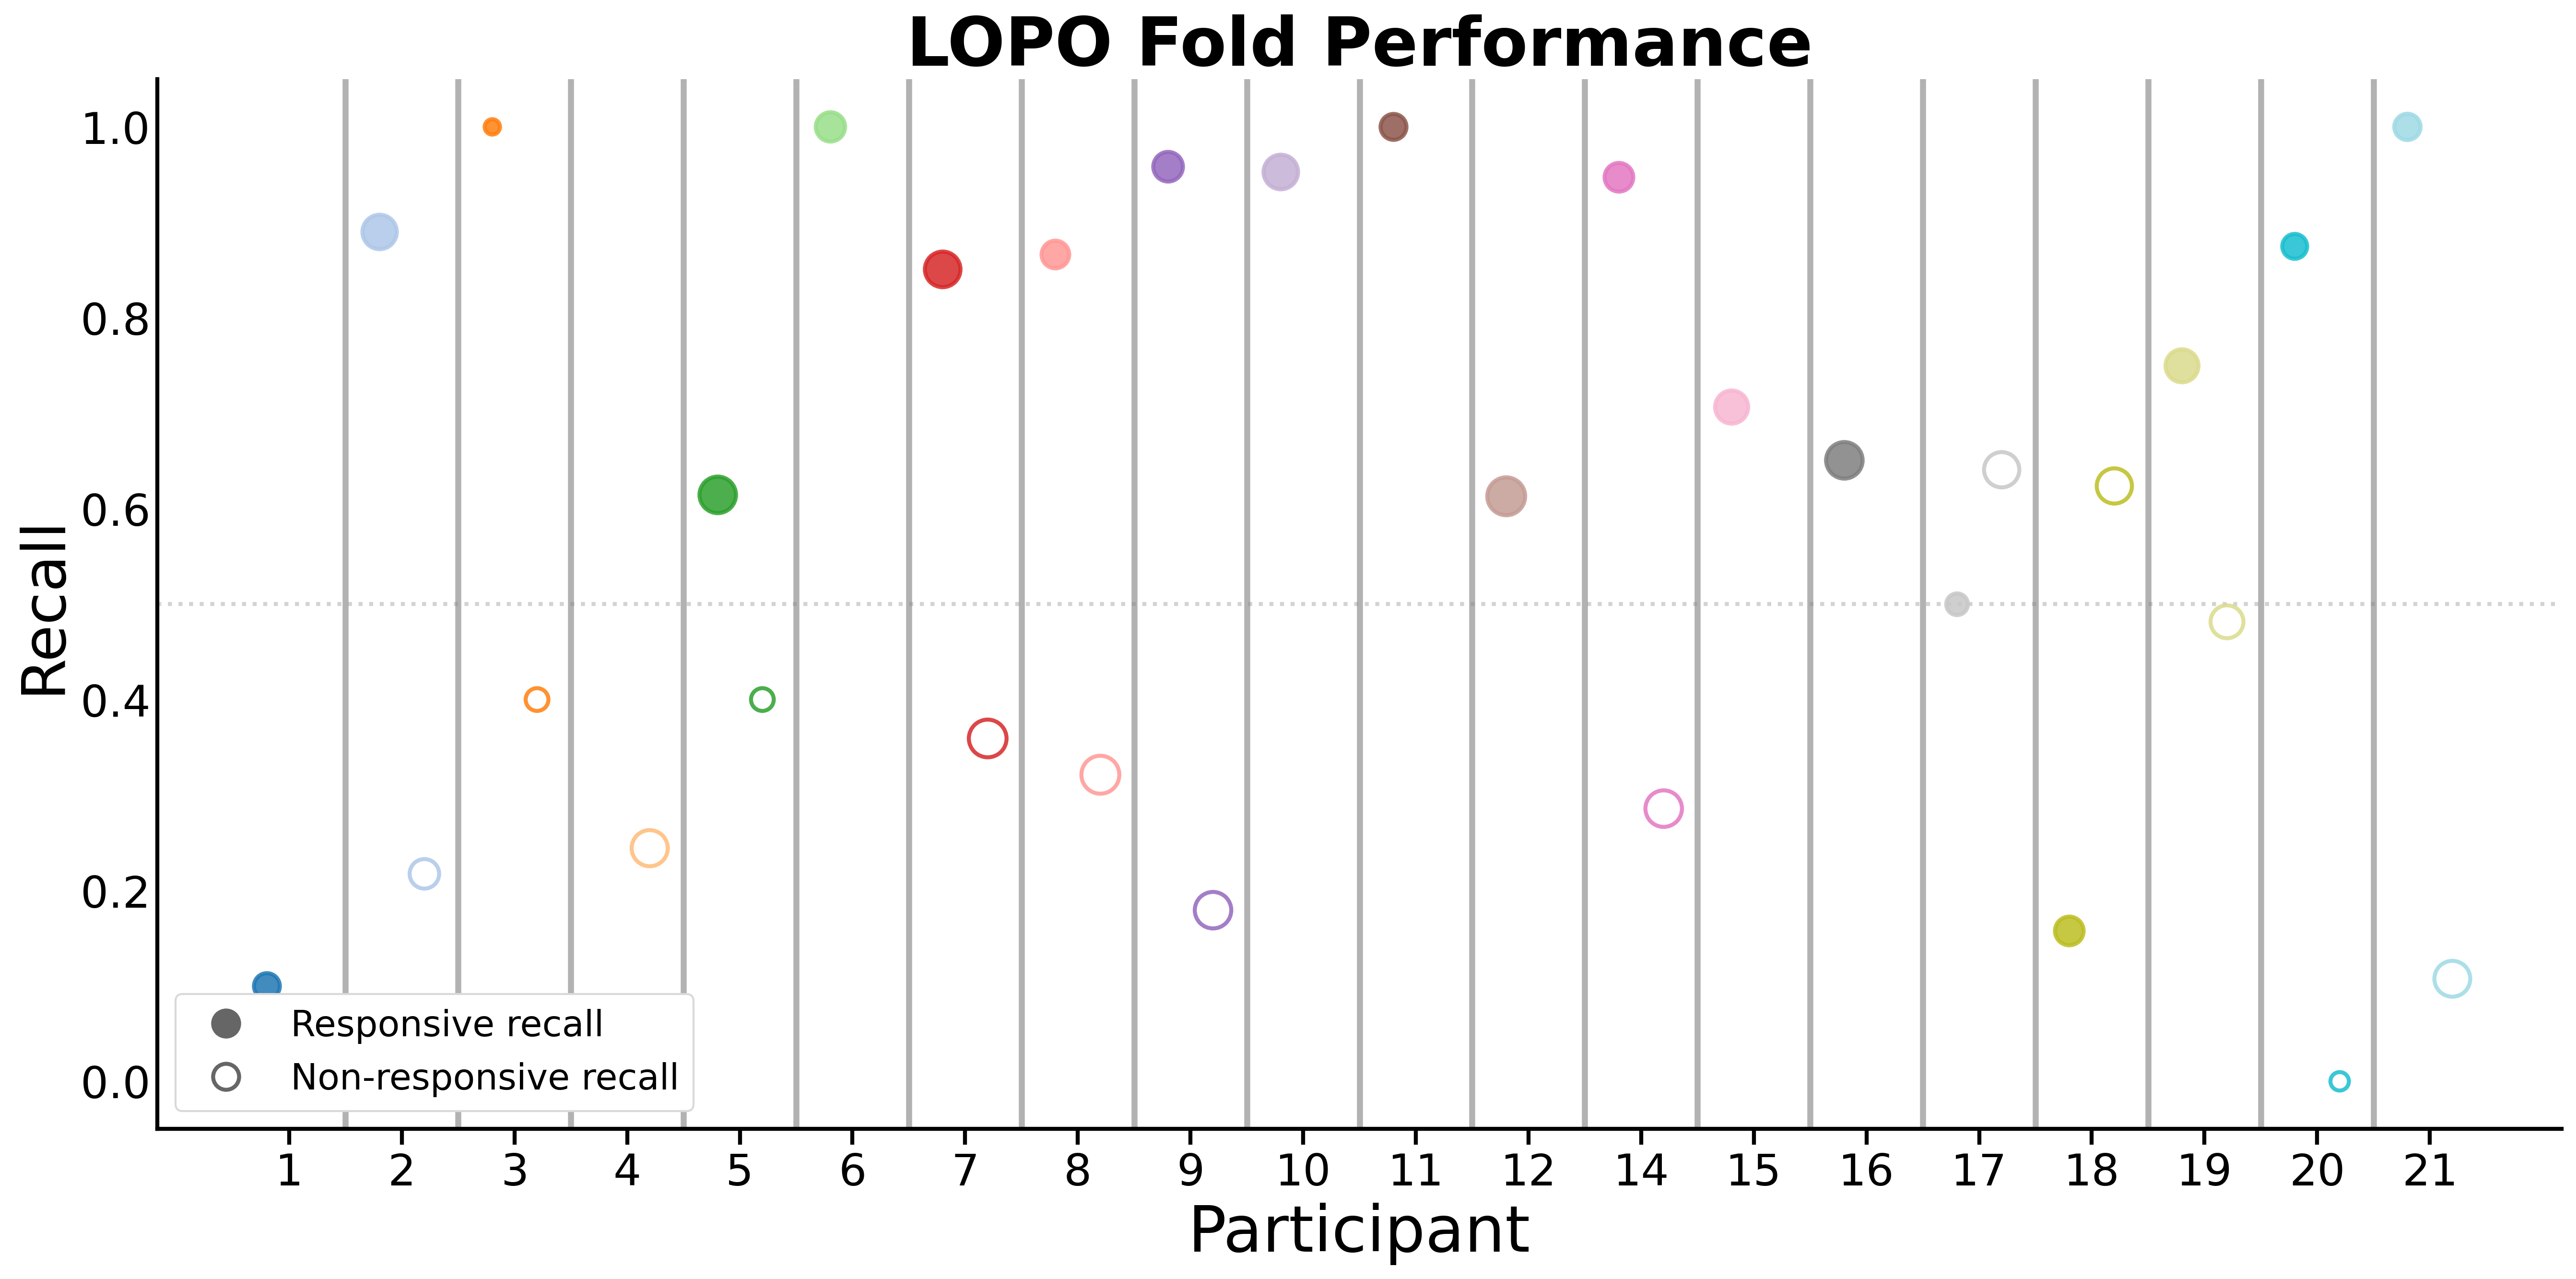 LOPO Fold Performance
Recall
1.0
0.8
0.6
0.4
0.2
0.0
Responsive recall
Non-responsive recall
1 2 3 4 5 6 7 8 9 10 11 12 14 15 16 17 18 19 20 21
Participant